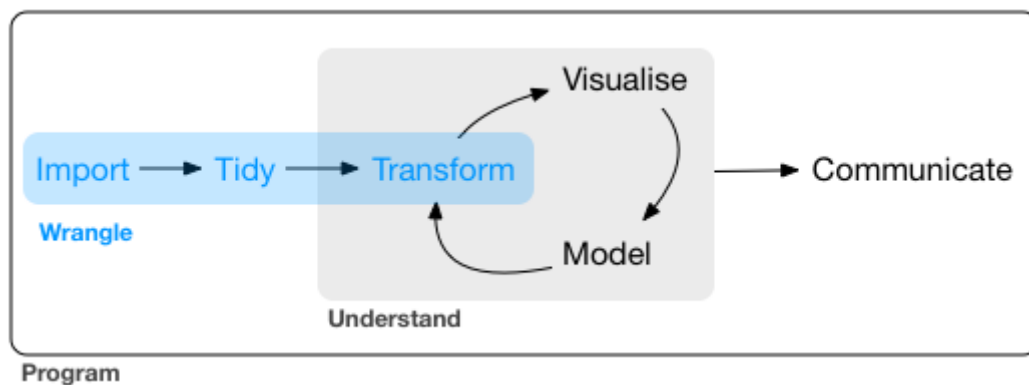 Visualise
Import Tidy Transform Communicate
Wrangle
Model
Understand
Program